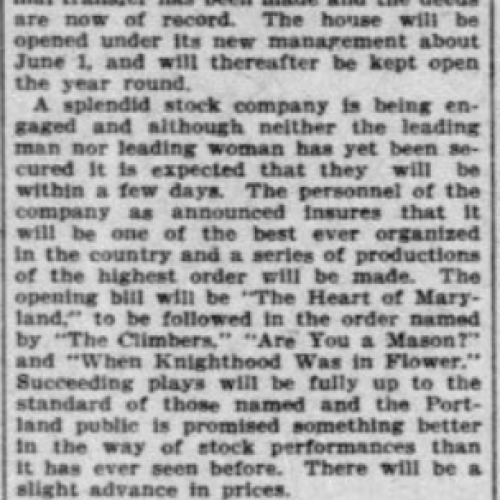 transfer has been made and the deeds
are now of record. The house will be
opened under its new management about
June 1, and will thereafter be kept open
the year round.
A splendid stock company is being en-
gaged and although neither the leading
man nor leading woman has yet been se-
cured it is expected that they will be
within a few days. The personnel of the
company as announced insures that it
will be one of the best ever organized
in the country and a series of productions
of the highest order will be made. The
opening bill will be "The Heart of Mary-
land," to be followed in the order named
by "The Climbers," "Are You a Mason?"
and "When Knighthood Was in Flower."
Succeeding plays will be fully up to the
standard of those named and the Port-
land public is promised something better
in the way of stock performances than
it has ever seen before. There will be a
slight advance in prices.